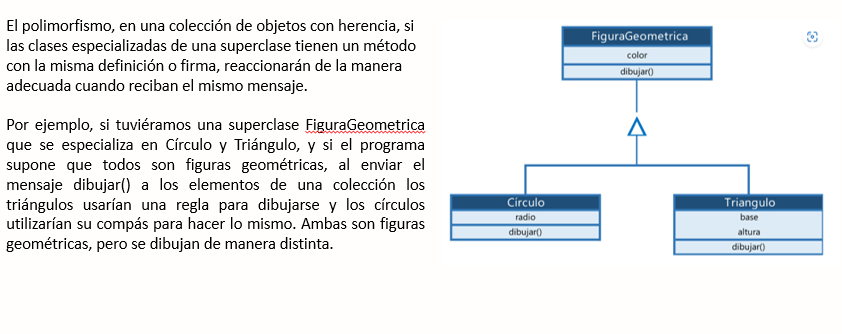 El polimorfismo, en una colección de objetos con herencia, si
las clases especializadas de una superclase tienen un método
con la misma definición o firma, reaccionarán de la manera
adecuada cuando reciban el mismo mensaje.
Por ejemplo, si tuviéramos una superclase FiguraGeometrica
que se especializa en Círculo y Triángulo, y si el programa
supone que todos son figuras geométricas, al enviar el
mensaje dibujar() a los elementos de una colección los
triángulos usarían una regla para dibujarse y los círculos
utilizarían su compás para hacer lo mismo. Ambas son figuras
geométricas, pero se dibujan de manera distinta.
FiguraGeometrica
color
dibujar()
Círculo
radio
dibujar()
Triangulo
base
altura
dibujar()